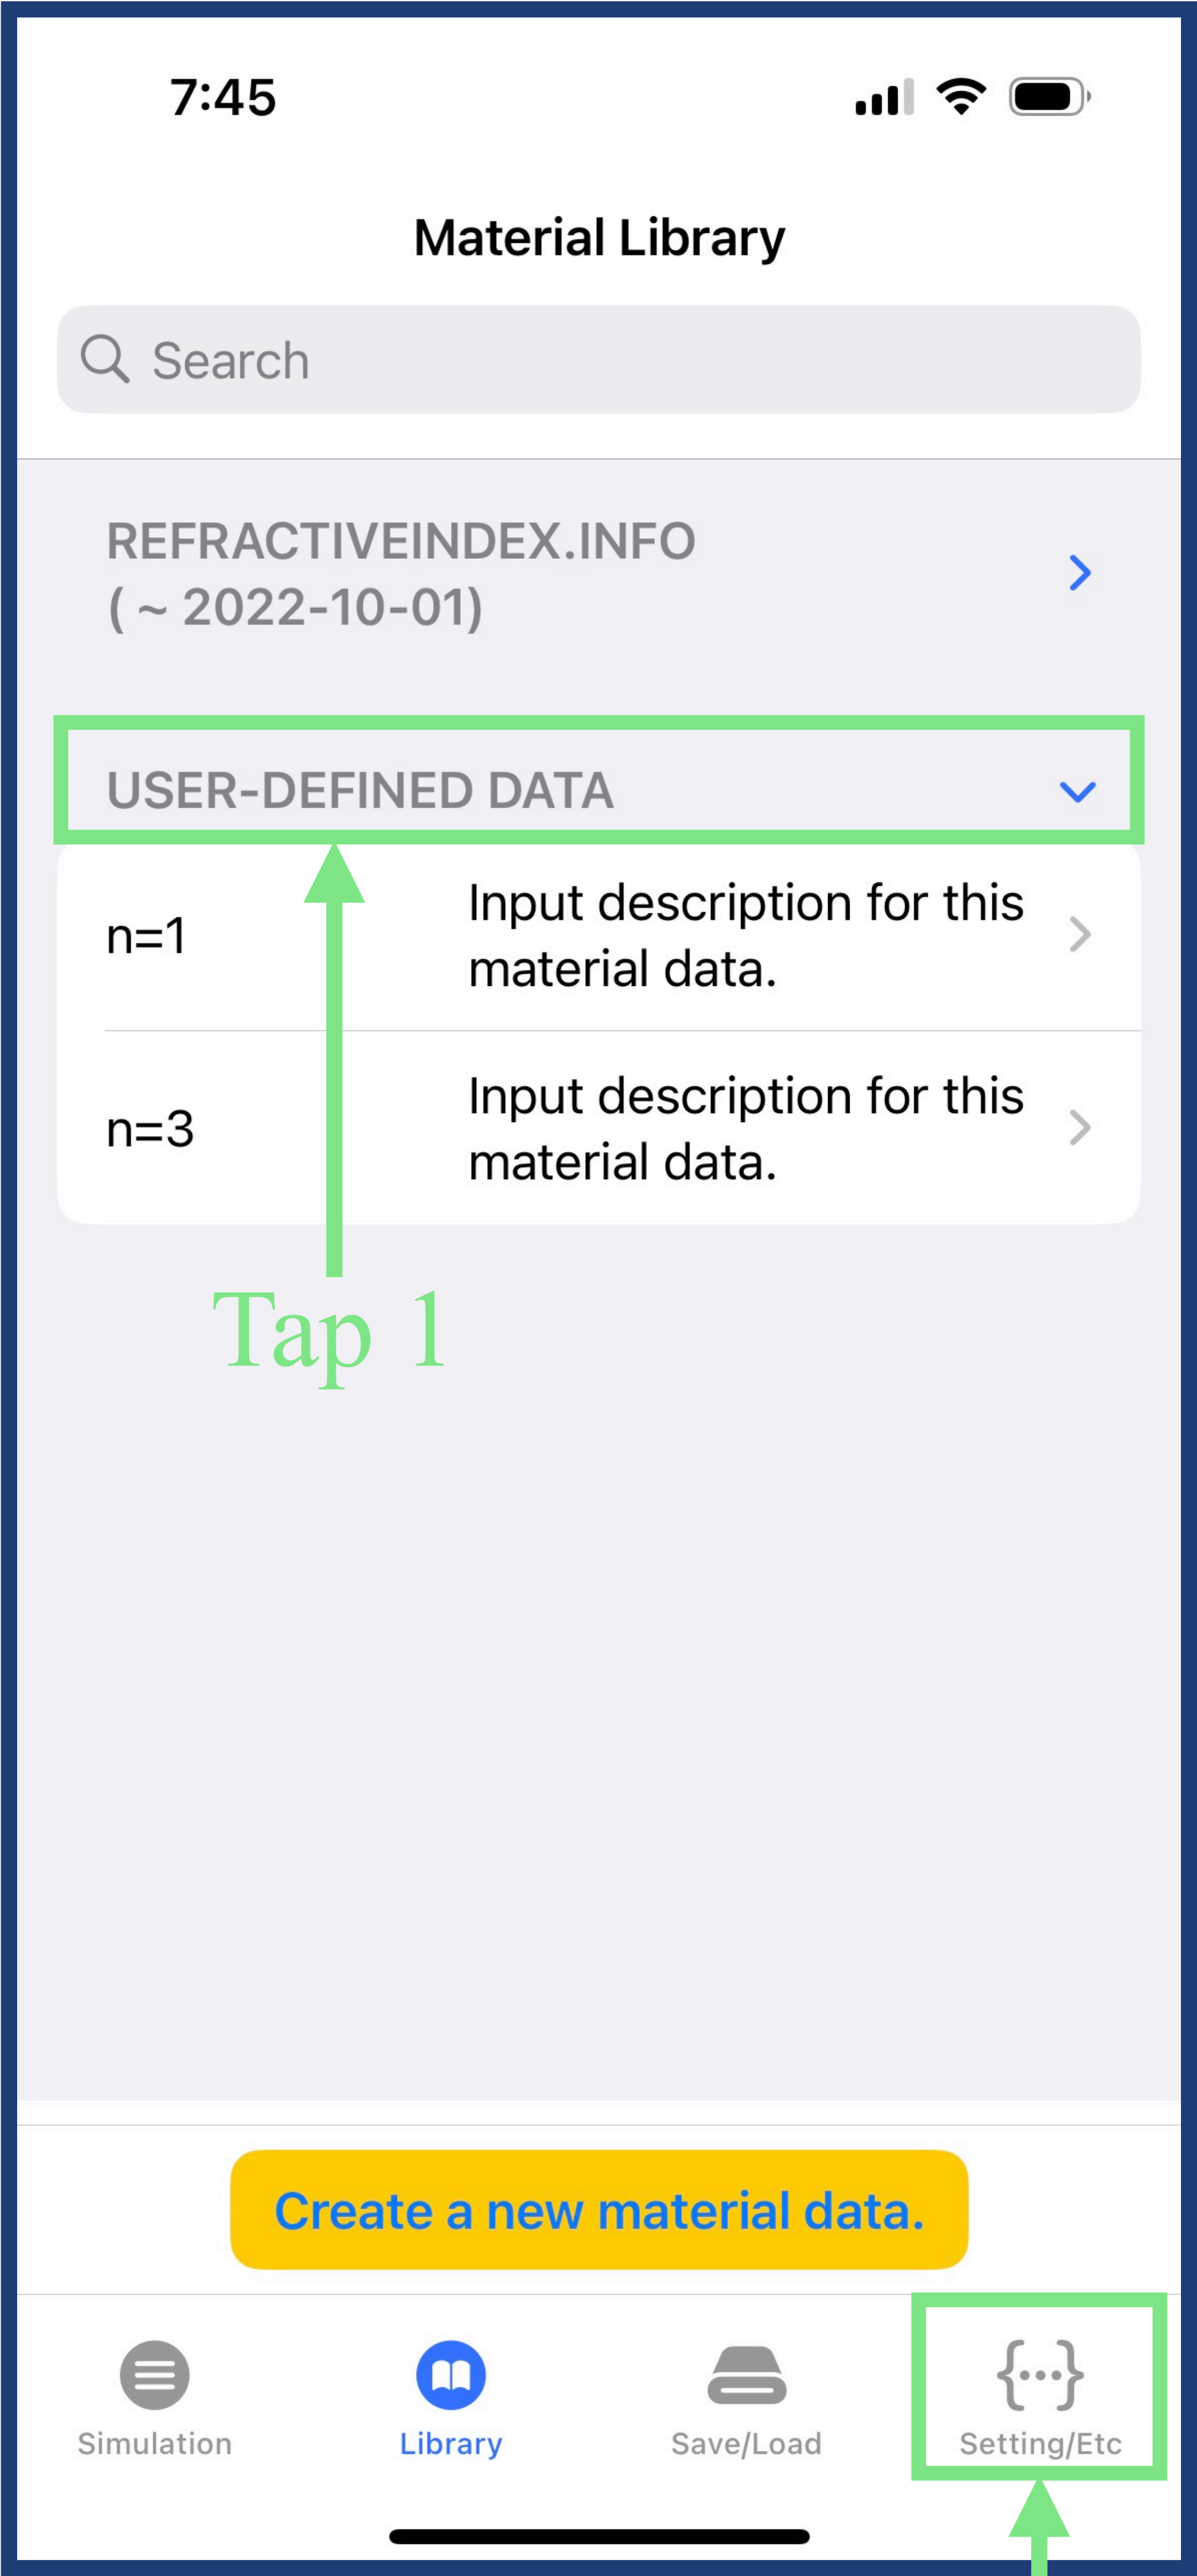 7:45
Material Library
Search
REFRACTIVEINDEX.INFO
( ~ 2022-10-01)
USER-DEFINED DATA
n=1
Input description for this
material data.
n=3
Input description for this
material data.
Tap 1
Create a new material data.
Simulation
Library
Save/Load
Setting/Etc